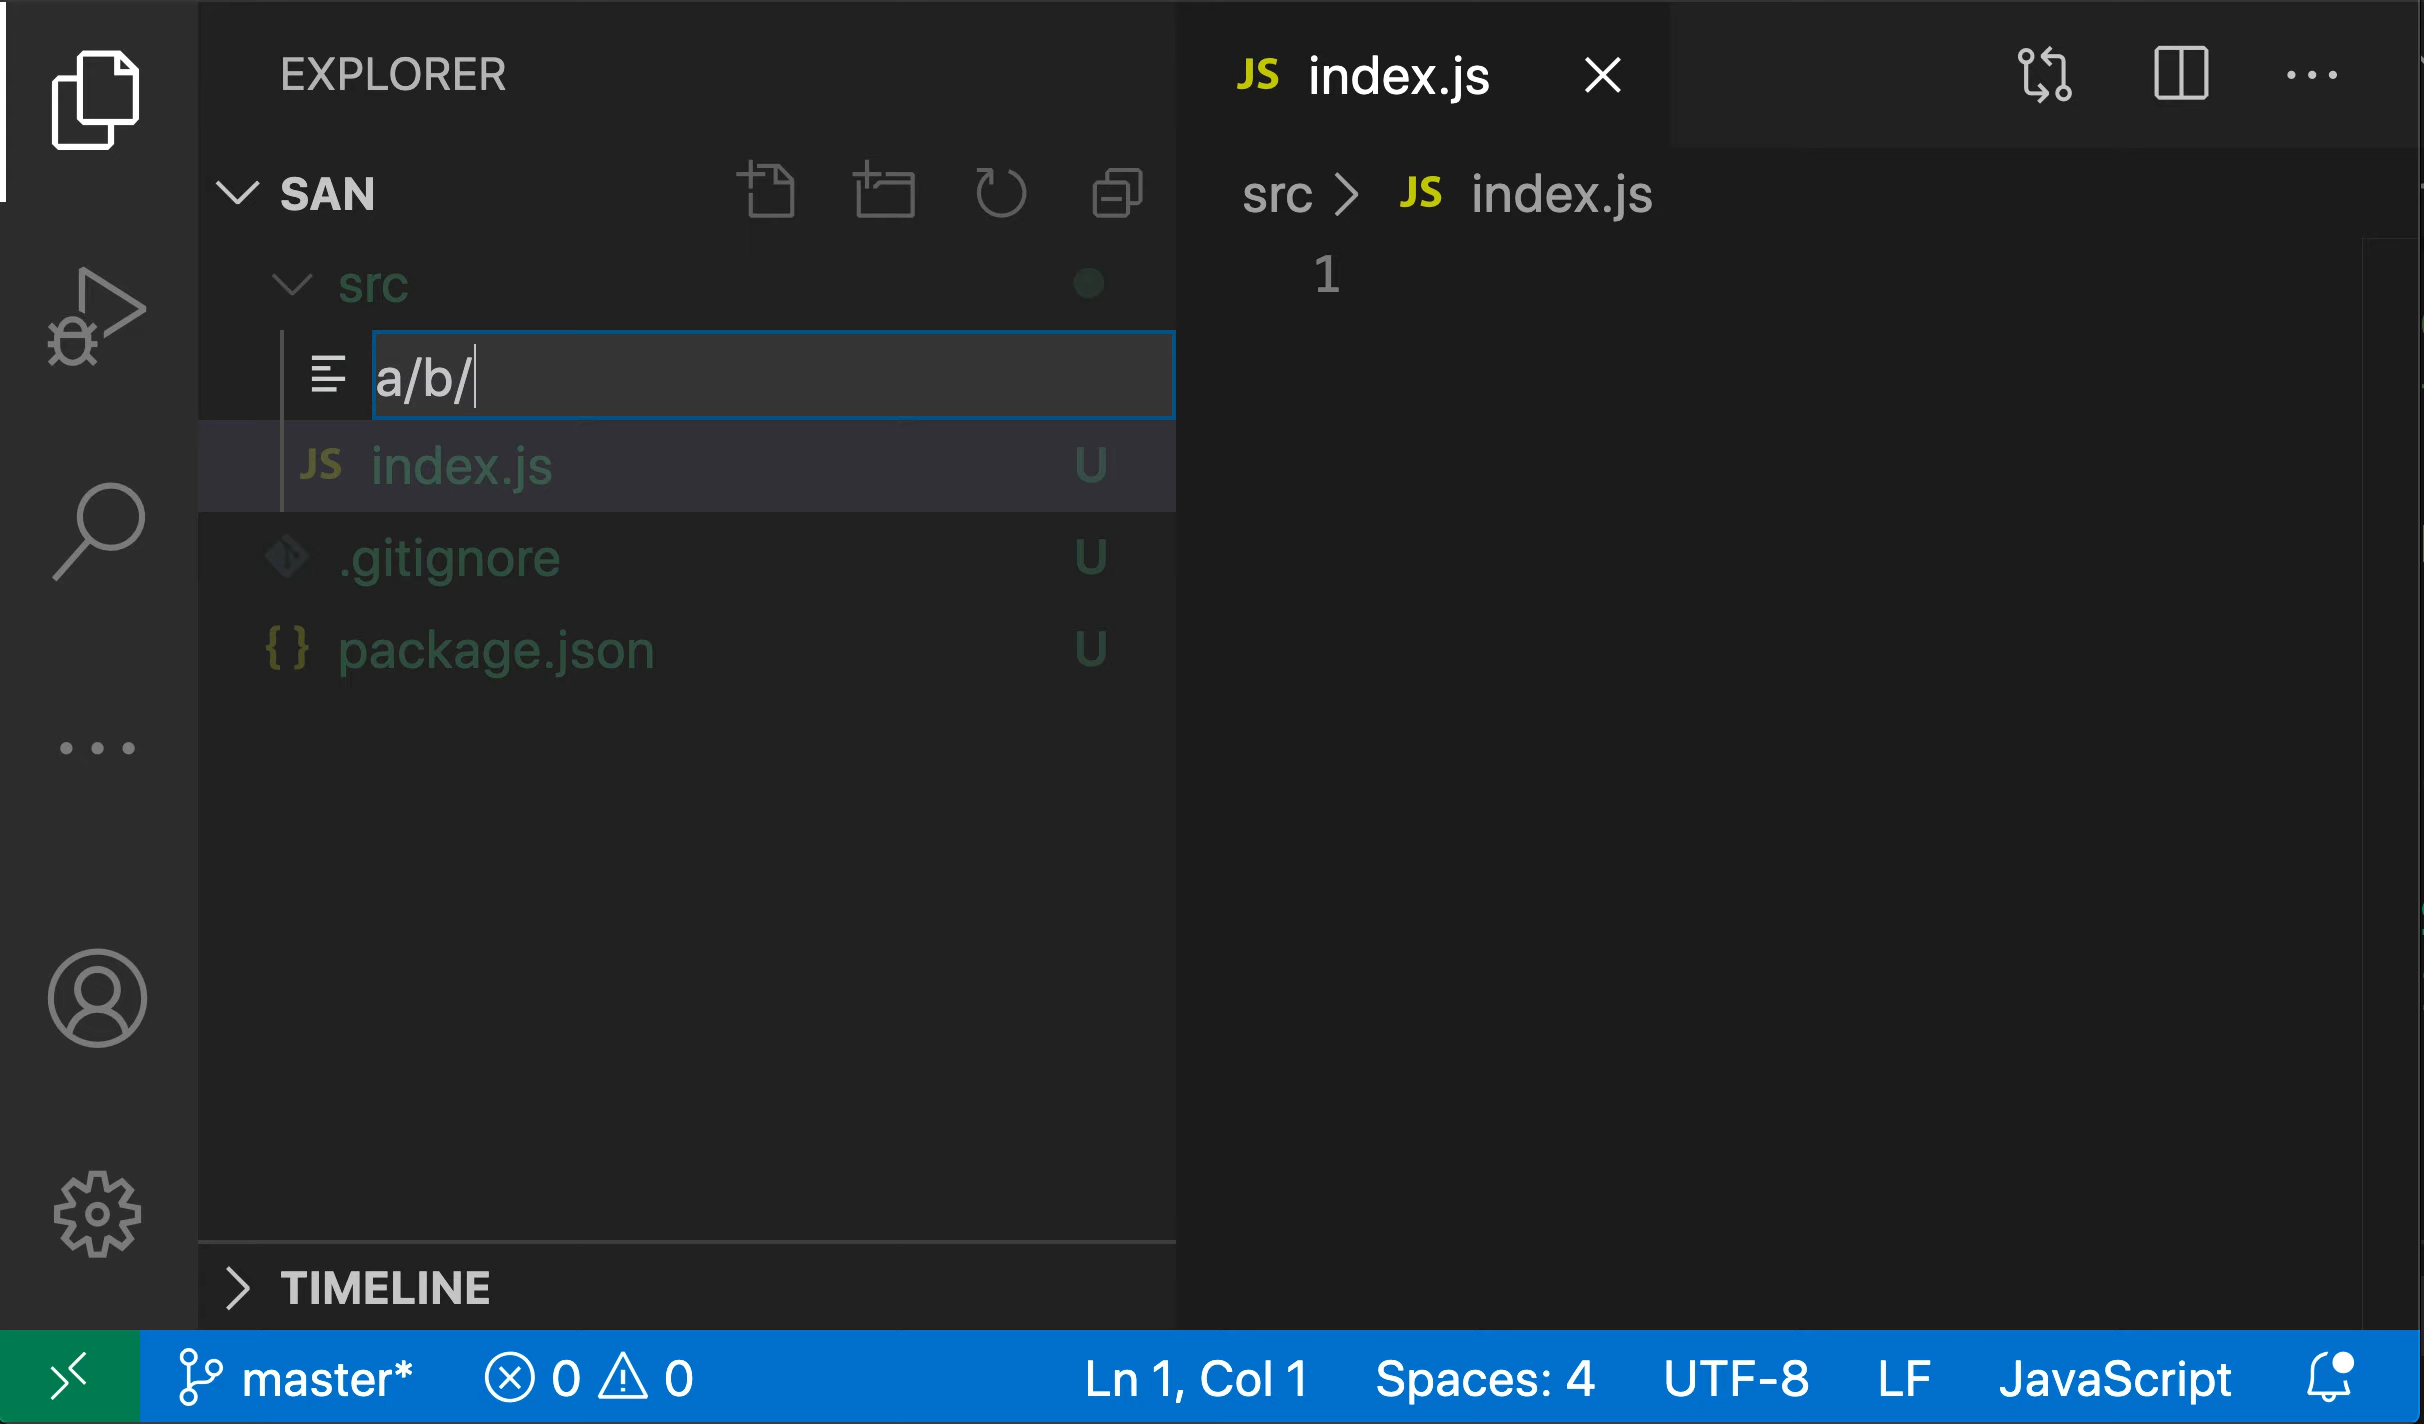 EXPLORER
SAN
src
a/b/
JS index.js U
.gitignore U
{} package.json U
TIMELINE
JS index.js
src > JS index.js
1
master* 0 0 Ln 1, Col 1 Spaces: 4 UTF-8 LF JavaScript